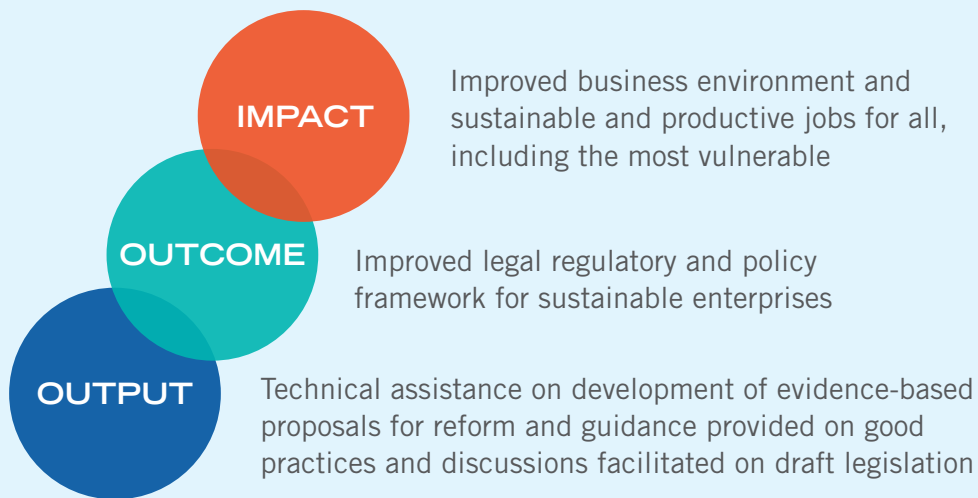 IMPACT
Improved business environment and
sustainable and productive jobs for all,
including the most vulnerable
OUTCOME
Improved legal regulatory and policy
framework for sustainable enterprises
OUTPUT
Technical assistance on development of evidence-based
proposals for reform and guidance provided on good
practices and discussions facilitated on draft legislation